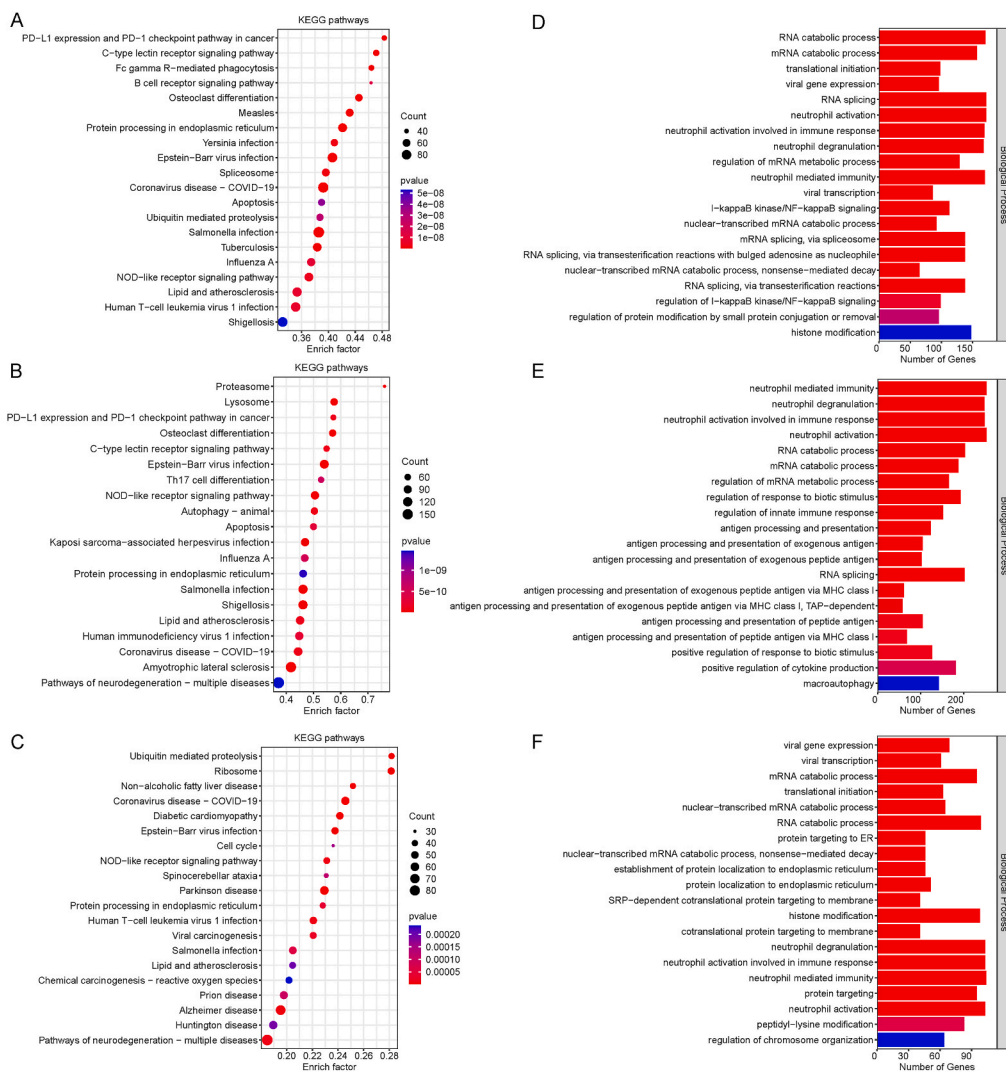 A
KEGG pathways
PD-L1 expression and PD-1 checkpoint pathway in cancer
C-type lectin receptor signaling pathway
Fc gamma R-mediated phagocytosis
B cell receptor signaling pathway
Osteoclast differentiation
Measles
Protein processing in endoplasmic reticulum
Yersinia infection
Epstein-Barr virus infection
Spliceosome
Coronavirus disease - COVID-19
Apoptosis
Ubiquitin mediated proteolysis
Salmonella infection
Tuberculosis
Influenza A
NOD-like receptor signaling pathway
Lipid and atherosclerosis
Human T-cell leukemia virus 1 infection
Shigellosis
0.36 0.40 0.44 0.48
Enrich factor
Count
40
60
80
pvalue
5e-08
4e-08
3e-08
2e-08
1e-08
D
RNA catabolic process
mRNA catabolic process
translational initiation
viral gene expression
RNA splicing
neutrophil activation
neutrophil activation involved in immune response
neutrophil degranulation
regulation of mRNA metabolic process
neutrophil mediated immunity
viral transcription
I-kappaB kinase/NF-kappaB signaling
nuclear-transcribed mRNA catabolic process
mRNA splicing, via spliceosome
RNA splicing, via transesterification reactions with bulged adenosine as nucleophile
nuclear-transcribed mRNA catabolic process, nonsense-mediated decay
RNA splicing, via transesterification reactions
regulation of I-kappaB kinase/NF-kappaB signaling
regulation of protein modification by small protein conjugation or removal
histone modification
0 50 100 150
Number of Genes
Biological Process
B
KEGG pathways
Proteasome
Lysosome
PD-L1 expression and PD-1 checkpoint pathway in cancer
Osteoclast differentiation
C-type lectin receptor signaling pathway
Epstein-Barr virus infection
Th17 cell differentiation
NOD-like receptor signaling pathway
Autophagy - animal
Apoptosis
Kaposi sarcoma-associated herpesvirus infection
Influenza A
Protein processing in endoplasmic reticulum
Salmonella infection
Shigellosis
Lipid and atherosclerosis
Human immunodeficiency virus 1 infection
Coronavirus disease - COVID-19
Amyotrophic lateral sclerosis
Pathways of neurodegeneration - multiple diseases
0.4 0.5 0.6 0.7
Enrich factor
Count
60
90
120
150
pvalue
1e-09
5e-10
E
neutrophil mediated immunity
neutrophil degranulation
neutrophil activation involved in immune response
neutrophil activation
RNA catabolic process
mRNA catabolic process
regulation of mRNA metabolic process
regulation of response to biotic stimulus
regulation of innate immune response
antigen processing and presentation
antigen processing and presentation of exogenous antigen
antigen processing and presentation of exogenous peptide antigen
RNA splicing
antigen processing and presentation of exogenous peptide antigen via MHC class I
antigen processing and presentation of exogenous peptide antigen via MHC class I, TAP-dependent
antigen processing and presentation of peptide antigen
antigen processing and presentation of peptide antigen via MHC class I
positive regulation of response to biotic stimulus
positive regulation of cytokine production
macroautophagy
0 100 200
Number of Genes
Biological Process
C
KEGG pathways
Ubiquitin mediated proteolysis
Ribosome
Non-alcoholic fatty liver disease
Coronavirus disease - COVID-19
Diabetic cardiomyopathy
Epstein-Barr virus infection
Cell cycle
NOD-like receptor signaling pathway
Spinocerebellar ataxia
Parkinson disease
Protein processing in endoplasmic reticulum
Human T-cell leukemia virus 1 infection
Viral carcinogenesis
Salmonella infection
Lipid and atherosclerosis
Chemical carcinogenesis - reactive oxygen species
Prion disease
Alzheimer disease
Huntington disease
Pathways of neurodegeneration - multiple diseases
0.20 0.22 0.24 0.26 0.28
Enrich factor
Count
30
40
50
60
70
80
pvalue
0.00020
0.00015
0.00010
0.00005
F
viral gene expression
viral transcription
mRNA catabolic process
translational initiation
nuclear-transcribed mRNA catabolic process
RNA catabolic process
protein targeting to ER
nuclear-transcribed mRNA catabolic process, nonsense-mediated decay
establishment of protein localization to endoplasmic reticulum
protein localization to endoplasmic reticulum
SRP-dependent cotranslational protein targeting to membrane
histone modification
cotranslational protein targeting to membrane
neutrophil degranulation
neutrophil activation involved in immune response
neutrophil mediated immunity
protein targeting
neutrophil activation
peptidyl-lysine modification
regulation of chromosome organization
0 30 60 90
Number of Genes
Biological Process